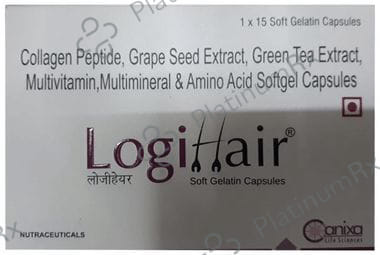 1 x 15 Soft Gelatin Capsules
Collagen Peptide, Grape Seed Extract, Green Tea Extract,
Multivitamin,Multimineral & Amino Acid Softgel Capsules
LogiHair®
लोजीहेयर Soft Gelatin Capsules
NUTRACEUTICALS
Canixa
Life Sciences
PlatinumRx